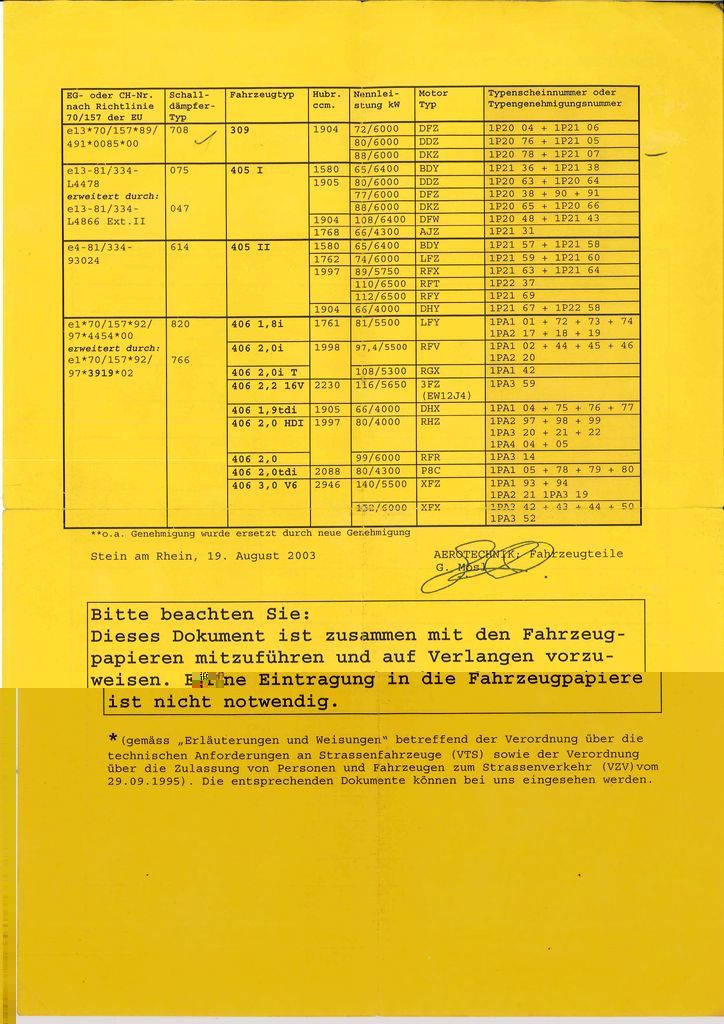 EG- oder CH-Nr. Schall- Fahrzeugtyp Hubr. Nennlei- Motor Typenscheinnummer oder
nach Richtlinie dämpfer- ccm. stung kW Typ Typengenehmigungsnummer
70/157 der EU Typ
e13*70/157*89/ 708 309 1904 72/6000 DFZ 1P20 04 + 1P21 06
491*0085*00 80/6000 DDZ 1P20 76 + 1P21 05
88/6000 DKZ 1P20 78 + 1P21 07
e13-81/334- 075 405 I 1580 65/6400 BDY 1P21 36 + 1P21 38
L4478 1905 80/6000 DDZ 1P20 63 + 1P20 64
erweitert durch: 77/6000 DFZ 1P20 38 + 90 + 91
e13-81/334- 047 88/6000 DKZ 1P20 65 + 1P20 66
L4866 Ext.II 1904 108/6400 DFW 1P20 48 + 1P21 43
1768 66/4300 AJZ 1P21 31
e4-81/334- 614 405 II 1580 65/6400 BDY 1P21 57 + 1P21 58
93024 1762 74/6000 LFZ 1P21 59 + 1P21 60
1997 89/5750 RFX 1P21 63 + 1P21 64
110/6500 RFT 1P22 37
112/6500 RFY 1P21 69
1904 66/4000 DHY 1P21 67 + 1P22 58
e1*70/157*92/ 820 406 1,8i 1761 81/5500 LFY 1PA1 01 + 72 + 73 + 74
97*4454*00 1PA2 17 + 18 + 19
erweitert durch: 406 2,0i 1998 97,4/5500 RFV 1PA1 02 + 44 + 45 + 46
e1*70/157*92/ 766 1PA2 20
97*3919*02 406 2,0i T 108/5300 RGX 1PA1 42
406 2,2 16V 2230 116/5650 3FZ 1PA3 59
(EW12J4)
406 1,9tdi 1905 66/4000 DHX 1PA1 04 + 75 + 76 + 77
406 2,0 HDI 1997 80/4000 RHZ 1PA2 97 + 98 + 99
1PA3 20 + 21 + 22
1PA4 04 + 05
406 2,0 99/6000 RFR 1PA3 14
406 2,0tdi 2088 80/4300 P8C 1PA1 05 + 78 + 79 + 80
406 3,0 V6 2946 140/5500 XFZ 1PA1 93 + 94
1PA2 21 1PA3 19
152/6000 XFX 1PA3 42 + 43 + 44 + 50
1PA3 52
**o.a. Genehmigung wurde ersetzt durch neue Genehmigung
Stein am Rhein, 19. August 2003 AEROTECHNIK; Fahrzeugteile
G. Mösl
Bitte beachten Sie:
Dieses Dokument ist zusammen mit den Fahrzeug-
papieren mitzuführen und auf Verlangen vorzu-
weisen. Eintragung in die Fahrzeugpapiere
ist nicht notwendig.
*(gemäss „Erläuterungen und Weisungen" betreffend der Verordnung über die
technischen Anforderungen an Strassenfahrzeuge (VTS) sowie der Verordnung
über die Zulassung von Personen und Fahrzeugen zum Strassenverkehr (VZV)vom
29.09.1995). Die entsprechenden Dokumente können bei uns eingesehen werden.